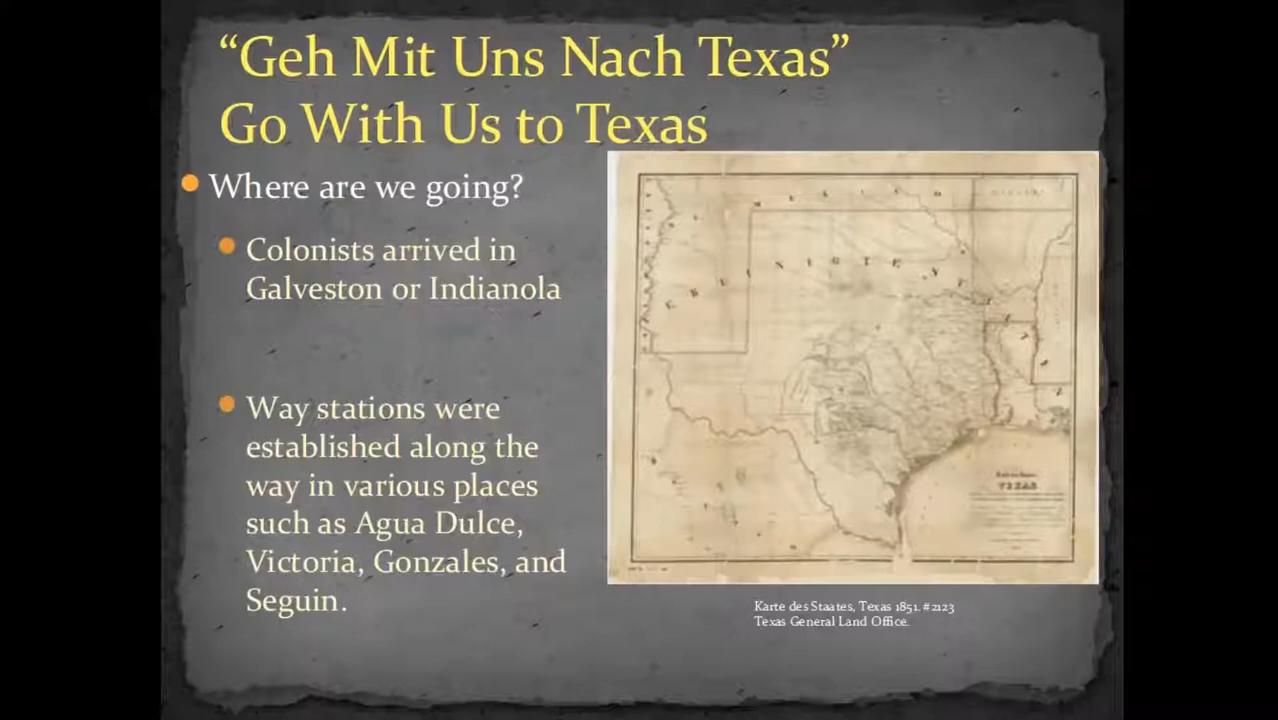 “Geh Mit Uns Nach Texas”
Go With Us to Texas
Where are we going?
Colonists arrived in
Galveston or Indianola
Way stations were
established along the
way in various places
such as Agua Dulce,
Victoria, Gonzales, and
Seguin.
TEXAS
Karte des Staates, Texas 1851. #2123
Texas General Land Office.